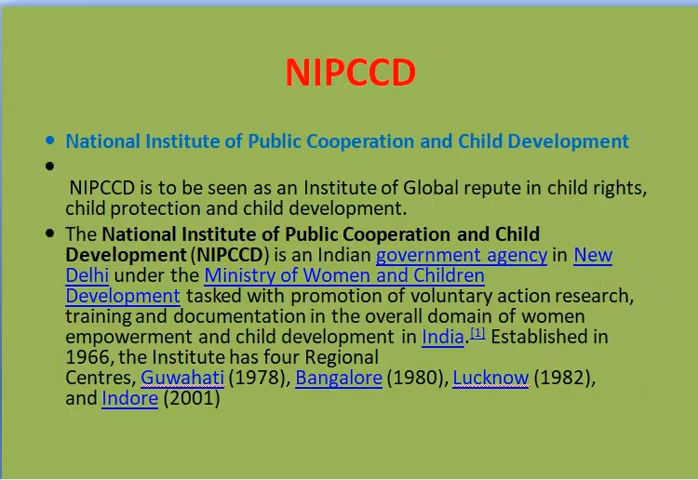 NIPCCD
• National Institute of Public Cooperation and Child Development
•
NIPCCD is to be seen as an Institute of Global repute in child rights,
child protection and child development.
• The National Institute of Public Cooperation and Child
Development (NIPCCD) is an Indian government agency in New
Delhi under the Ministry of Women and Children
Development tasked with promotion of voluntary action research,
training and documentation in the overall domain of women
empowerment and child development in India.[1] Established in
1966, the Institute has four Regional
Centres, Guwahati (1978), Bangalore (1980), Lucknow (1982),
and Indore (2001)